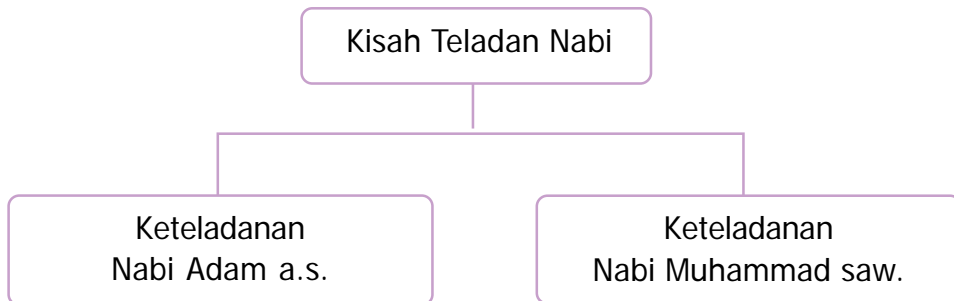 Kisah Teladan Nabi
Keteladanan
Nabi Adam a.s.
Keteladanan
Nabi Muhammad saw.